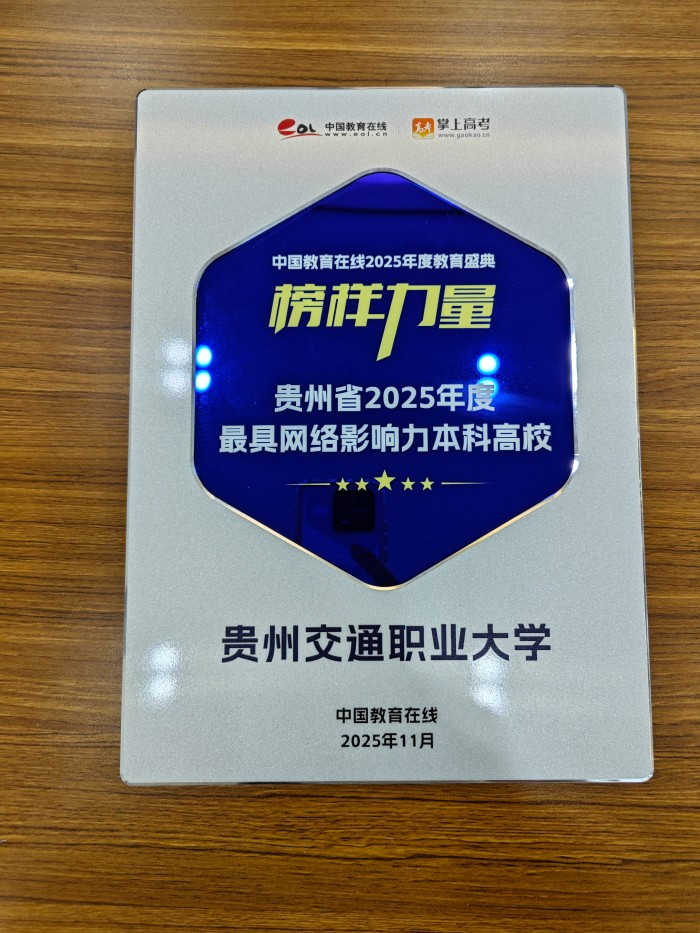 eol 中国教育在线
www.eol.cn
高考 掌上高考
www.gaokao.cn
中国教育在线2025年度教育盛典
榜样力量
贵州省2025年度
最具网络影响力本科高校
贵州交通职业大学
中国教育在线
2025年11月